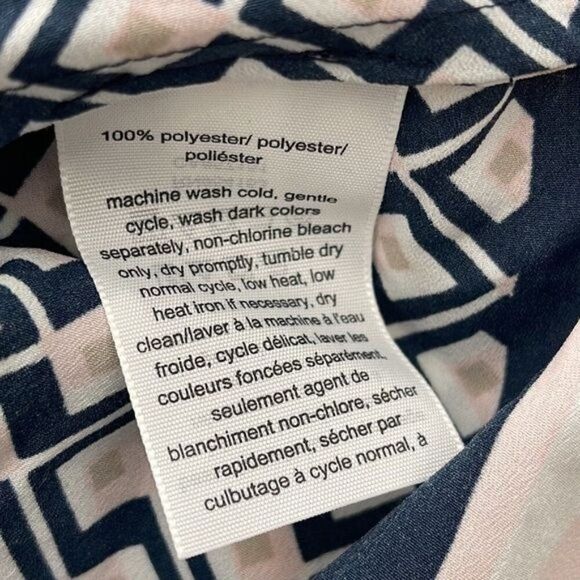 100% polyester/ polyester/
poliéster
machine wash cold, gentle
cycle, wash dark colors
separately, non-chlorine bleach
only, dry promptly, tumble dry
normal cycle, low heat, low
heat iron if necessary, dry
clean/laver à la machine à l'eau
froide, cycle délicat, laver les
couleurs foncées séparément,
seulement agent de
blanchiment non-chlore, sécher
rapidement, sécher par
culbutage à cycle normal, à